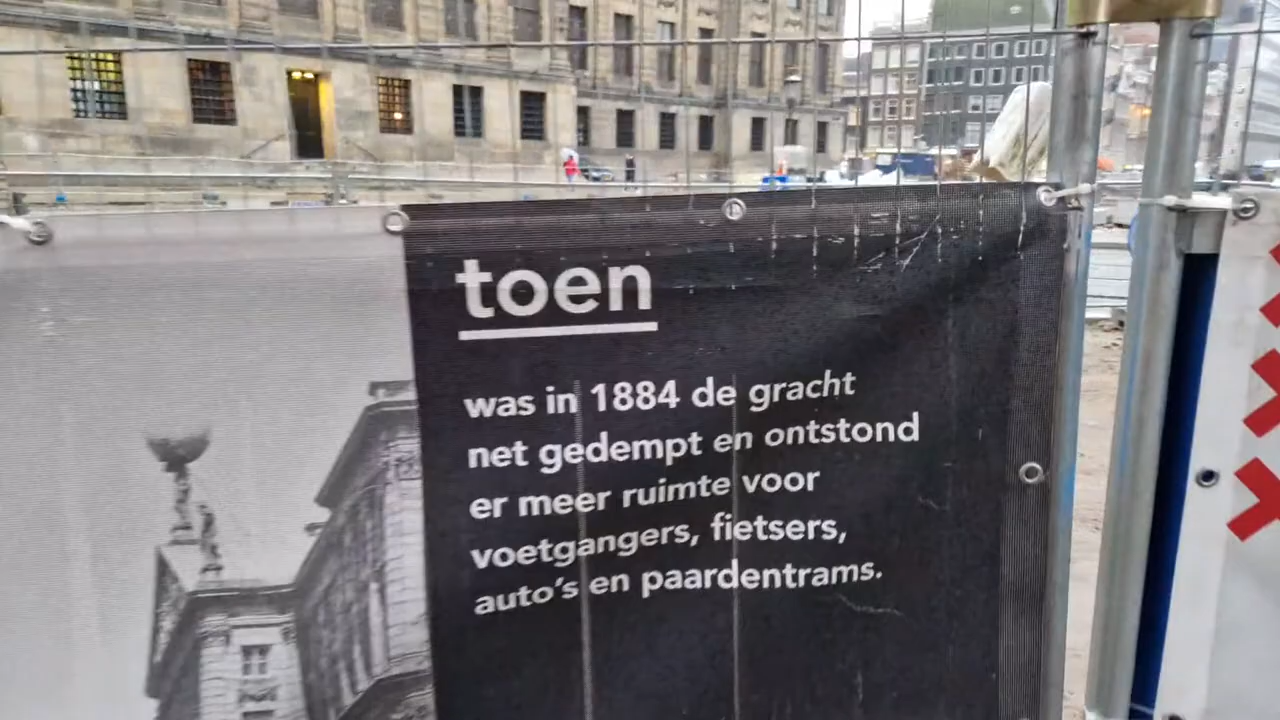 toen
was in 1884 de gracht
net gedempt en ontstond
er meer ruimte voor
voetgangers, fietsers,
auto's en paardentrams.